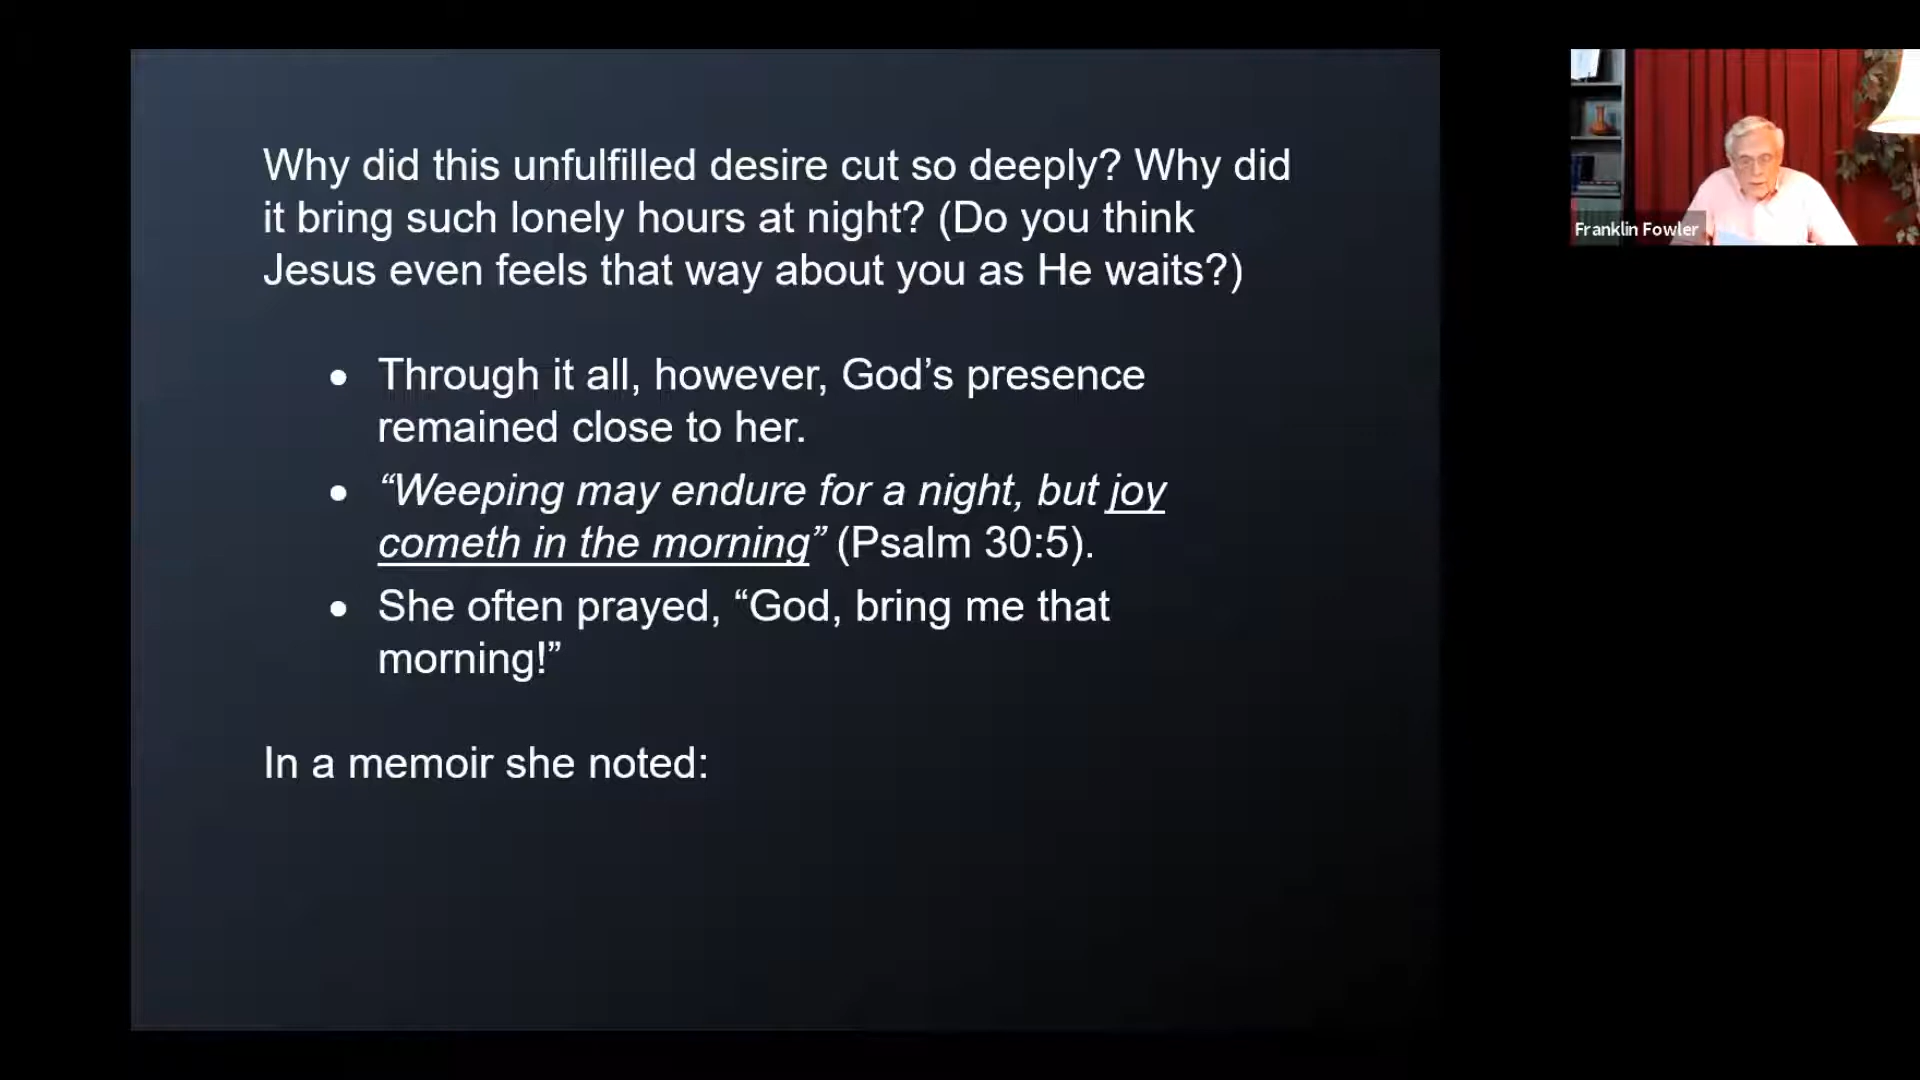 Why did this unfulfilled desire cut so deeply? Why did
it bring such lonely hours at night? (Do you think
Jesus even feels that way about you as He waits?)
• Through it all, however, God’s presence
remained close to her.
• “Weeping may endure for a night, but joy
cometh in the morning” (Psalm 30:5).
• She often prayed, “God, bring me that
morning!”
In a memoir she noted:
Franklin Fowler